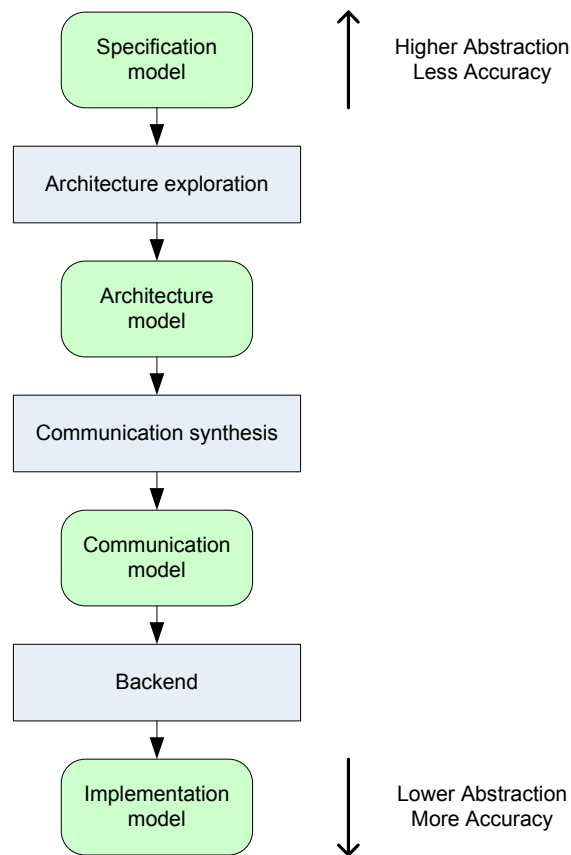 Specification
model
Higher Abstraction
Less Accuracy
Architecture exploration
Architecture
model
Communication synthesis
Communication
model
Backend
Implementation
model
Lower Abstraction
More Accuracy